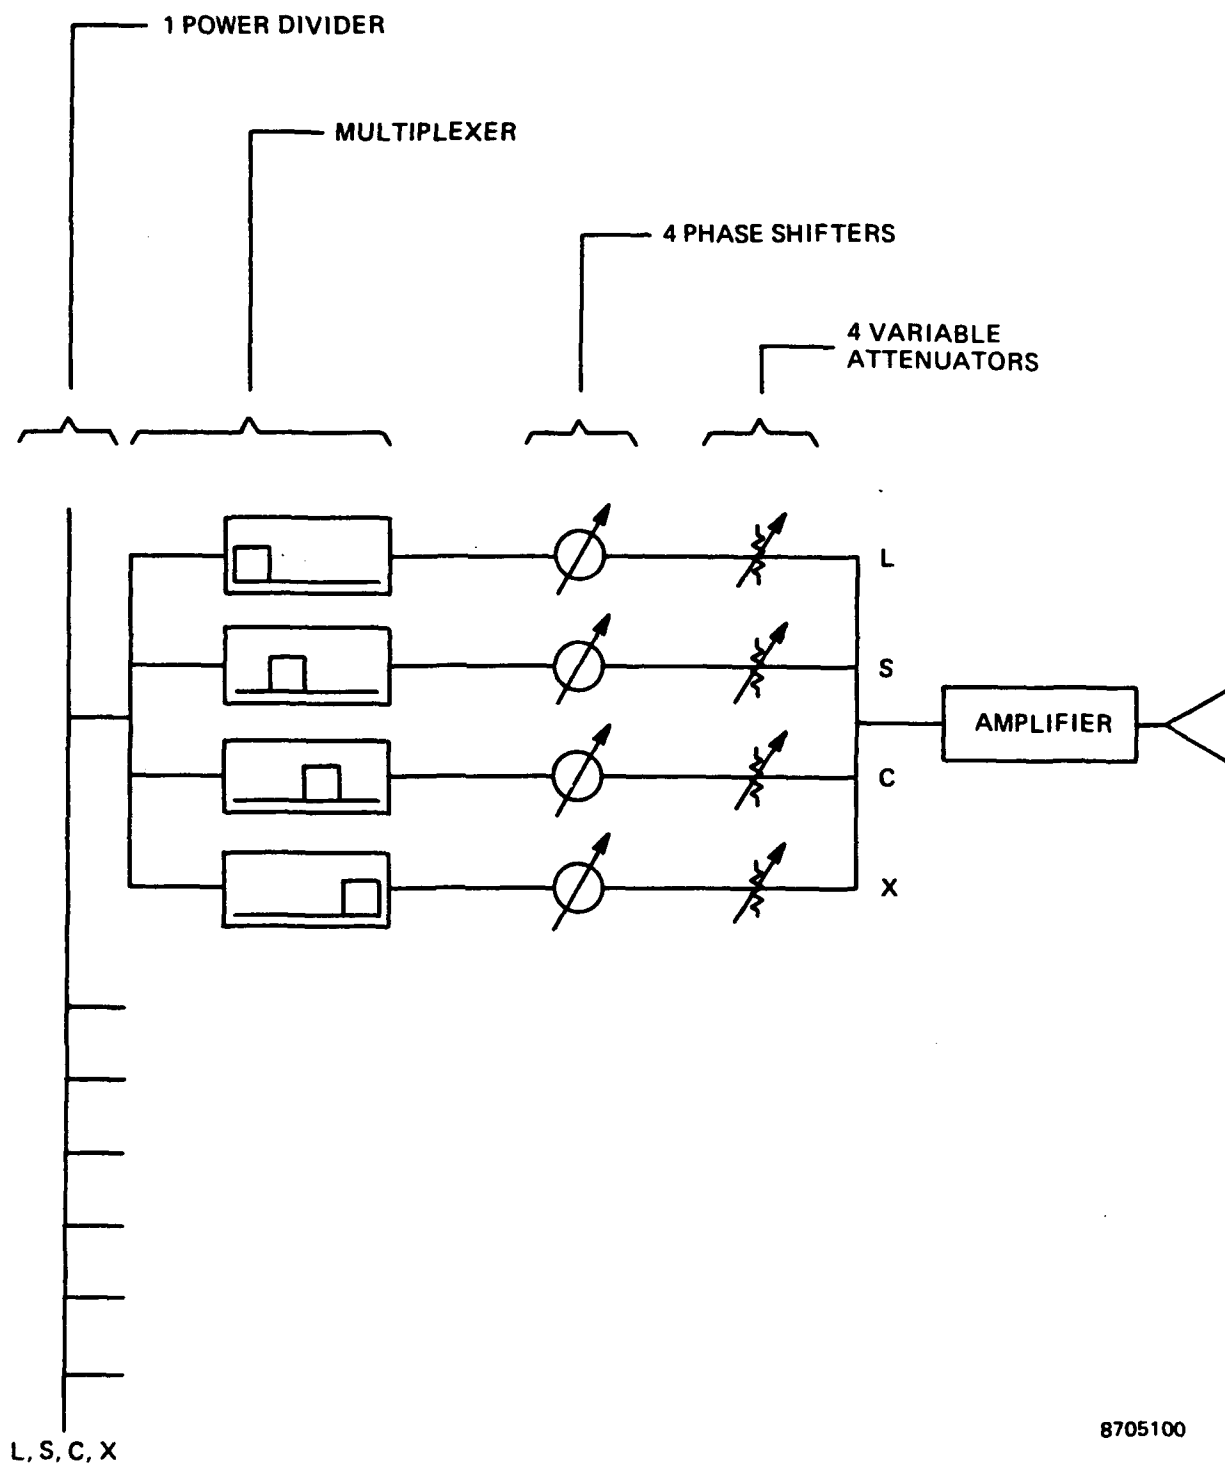 1 POWER DIVIDER
MULTIPLEXER
4 PHASE SHIFTERS
4 VARIABLE
ATTENUATORS
L
S
AMPLIFIER
C
X
8705100
L, S, C, X